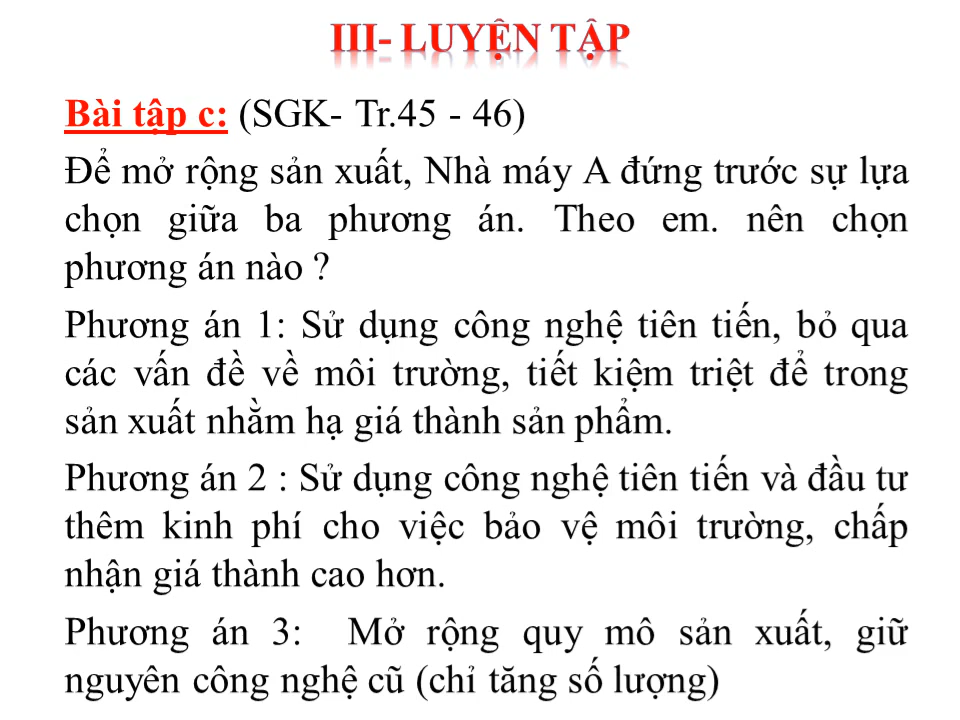 III- LUYỆN TẬP
Bài tập c: (SGK- Tr.45 - 46)
Để mở rộng sản xuất, Nhà máy A đứng trước sự lựa
chọn giữa ba phương án. Theo em. nên chọn
phương án nào ?
Phương án 1: Sử dụng công nghệ tiên tiến, bỏ qua
các vấn đề về môi trường, tiết kiệm triệt để trong
sản xuất nhằm hạ giá thành sản phẩm.
Phương án 2 : Sử dụng công nghệ tiên tiến và đầu tư
thêm kinh phí cho việc bảo vệ môi trường, chấp
nhận giá thành cao hơn.
Phương án 3: Mở rộng quy mô sản xuất, giữ
nguyên công nghệ cũ (chỉ tăng số lượng)